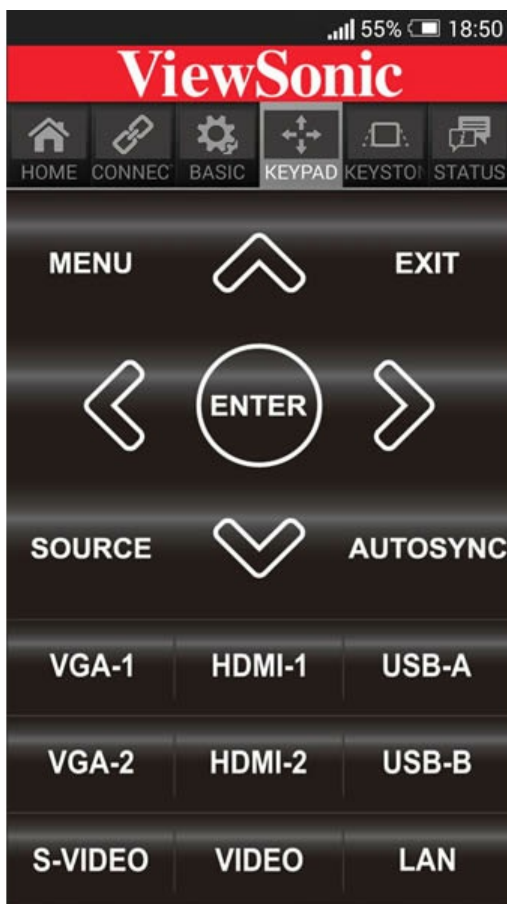 55% 18:50
ViewSonic
HOME CONNECT BASIC KEYPAD KEYSTON STATUS
MENU EXIT
ENTER
SOURCE AUTOSYNC
VGA-1 HDMI-1 USB-A
VGA-2 HDMI-2 USB-B
S-VIDEO VIDEO LAN